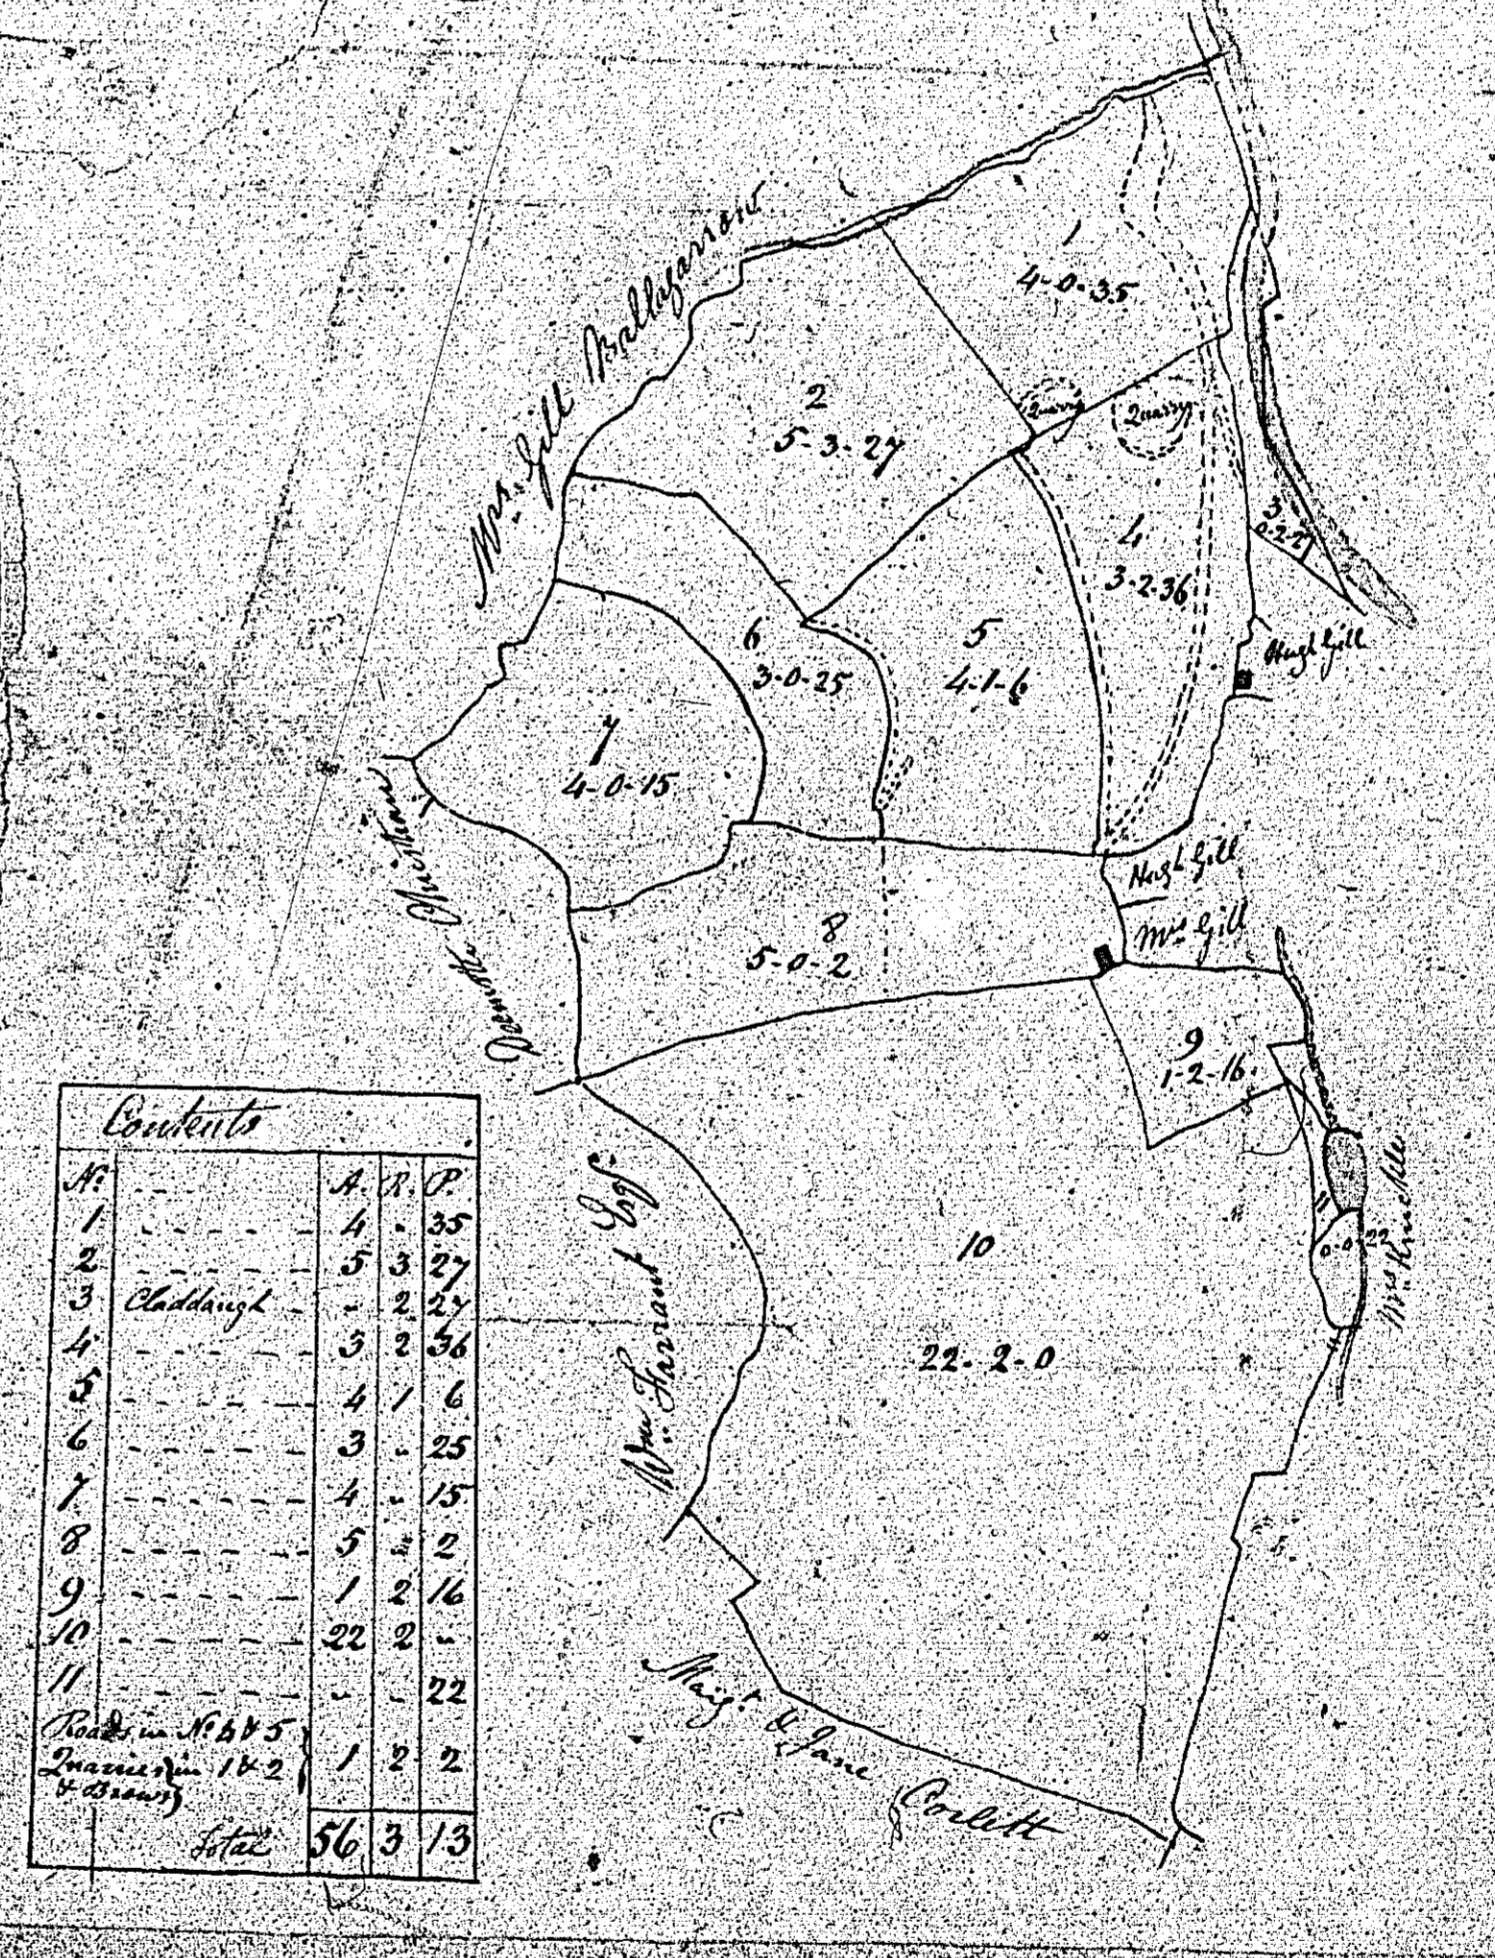 Mrs. Gill Ballagarrow
1
4-0-35
2
5-3-27
Quarry
Quarry
3
0-2-27
4
3-2-36
Hugh Gill
5
4-1-6
6
3-0-25
7
4-0-15
Hugh Gill
Mrs Gill
8
5-0-2
Christian
9
1-2-16
10
22-2-0
11
0-0-22
Mrs
Wm Farrant Esqr.
Margt. & Jane Corlett
Contents
No. A. R. P.
1 - - - - 4 - 35
2 - - - - 5 3 27
3 Claddaugh - - 2 27
4 - - - - 3 2 36
5 - - - - 4 1 6
6 - - - - 3 - 25
7 - - - - 4 - 15
8 - - - - 5 - 2
9 - - - - 1 2 16
10 - - - - 22 2 -
11 - - - - - - 22
Roads in No 4 & 5
Quarries in 1 & 2 1 2 2
& Brows
Total 56 3 13